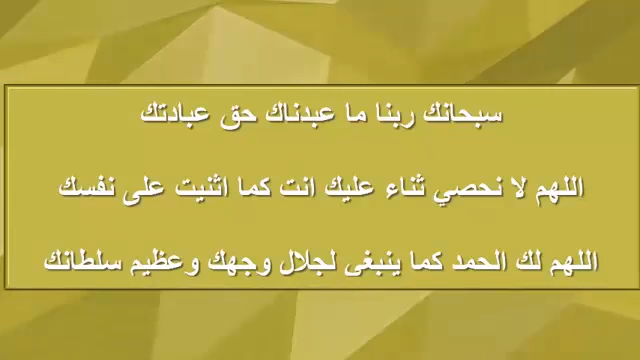 سبحانك ربنا ما عبدناك حق عبادتك
اللهم لا نحصي ثناء عليك انت كما اثنيت على نفسك
اللهم لك الحمد كما ينبغى لجلال وجهك وعظيم سلطانك